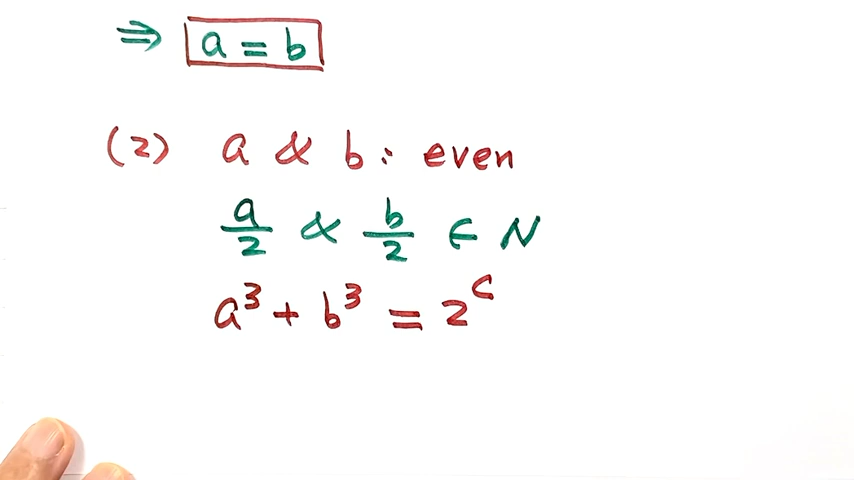 ⇒ a = b
(2) a & b : even
a/2 & b/2 ∈ N
a³ + b³ = 2ᶜ